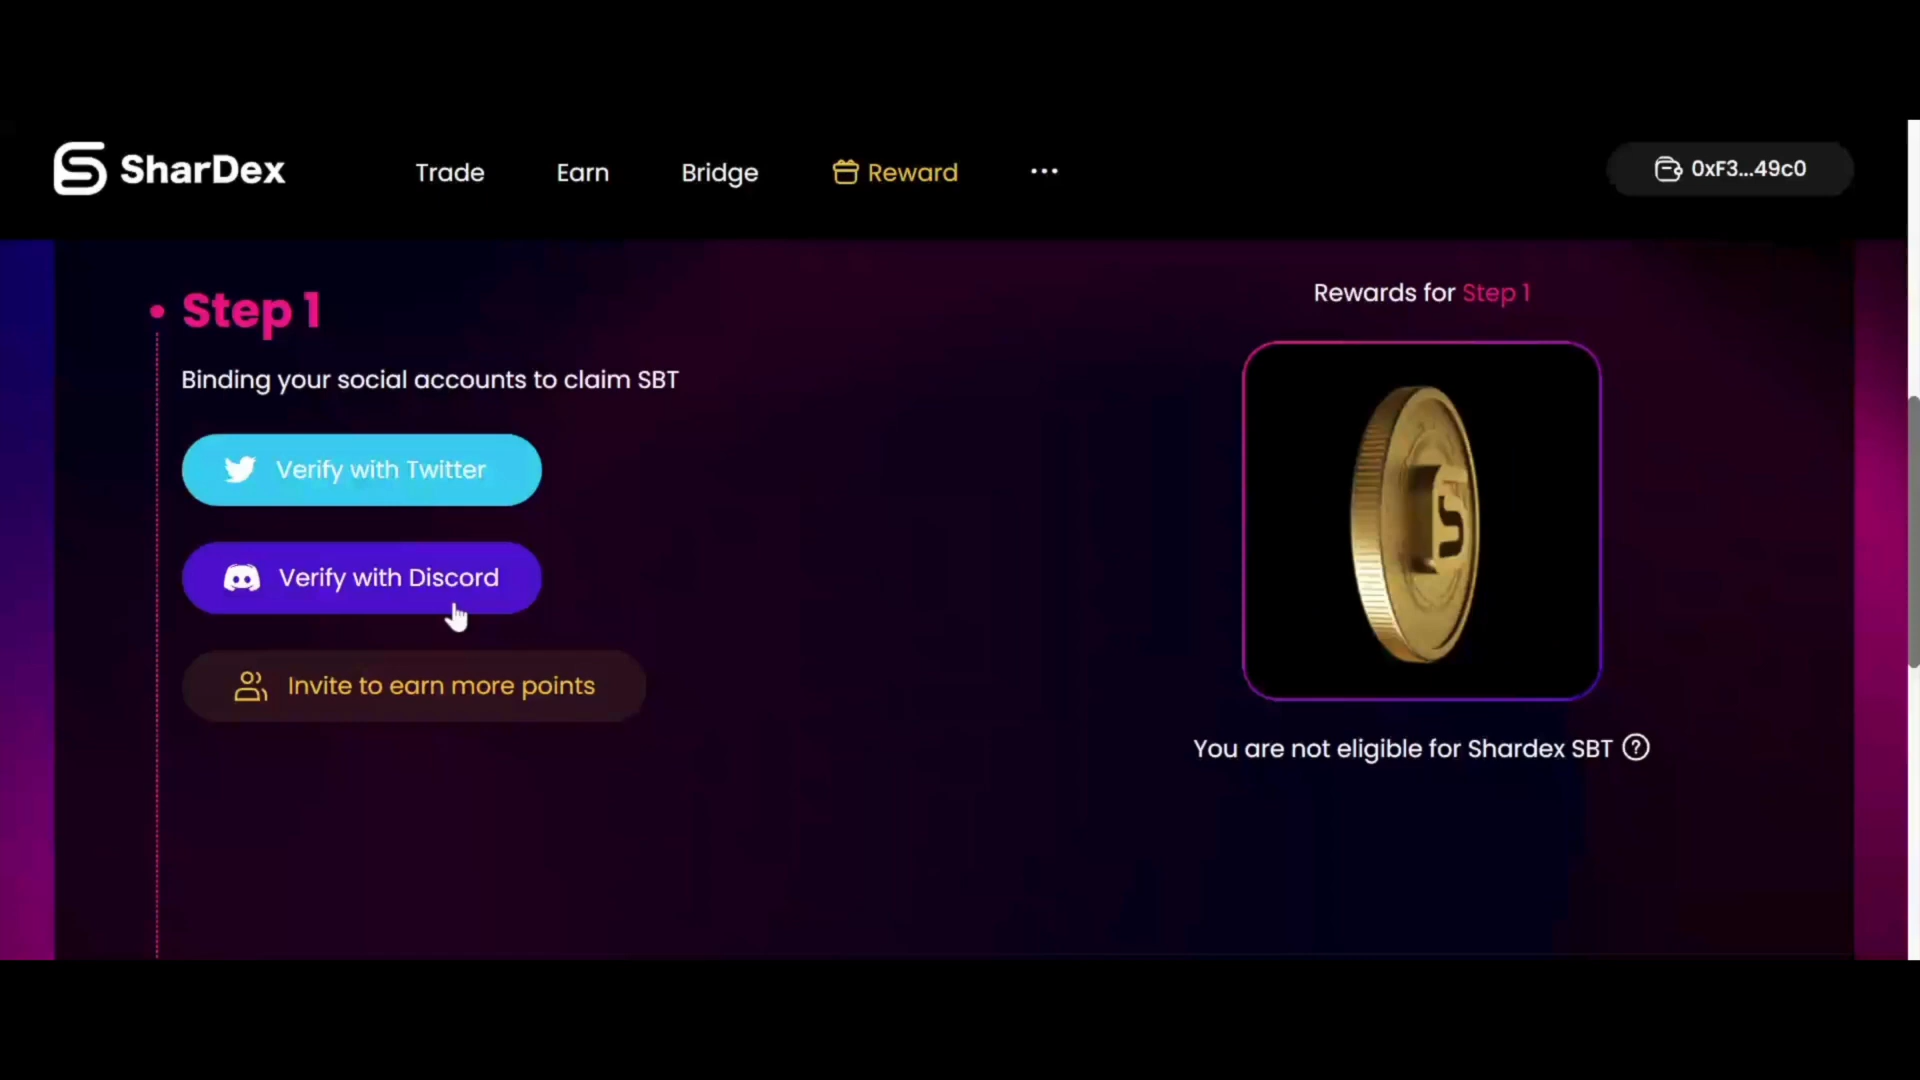 SharDex
Trade
Earn
Bridge
Reward
...
0xF3...49c0
Step 1
Binding your social accounts to claim SBT
Verify with Twitter
Verify with Discord
Invite to earn more points
Rewards for Step 1
S
You are not eligible for Shardex SBT ?